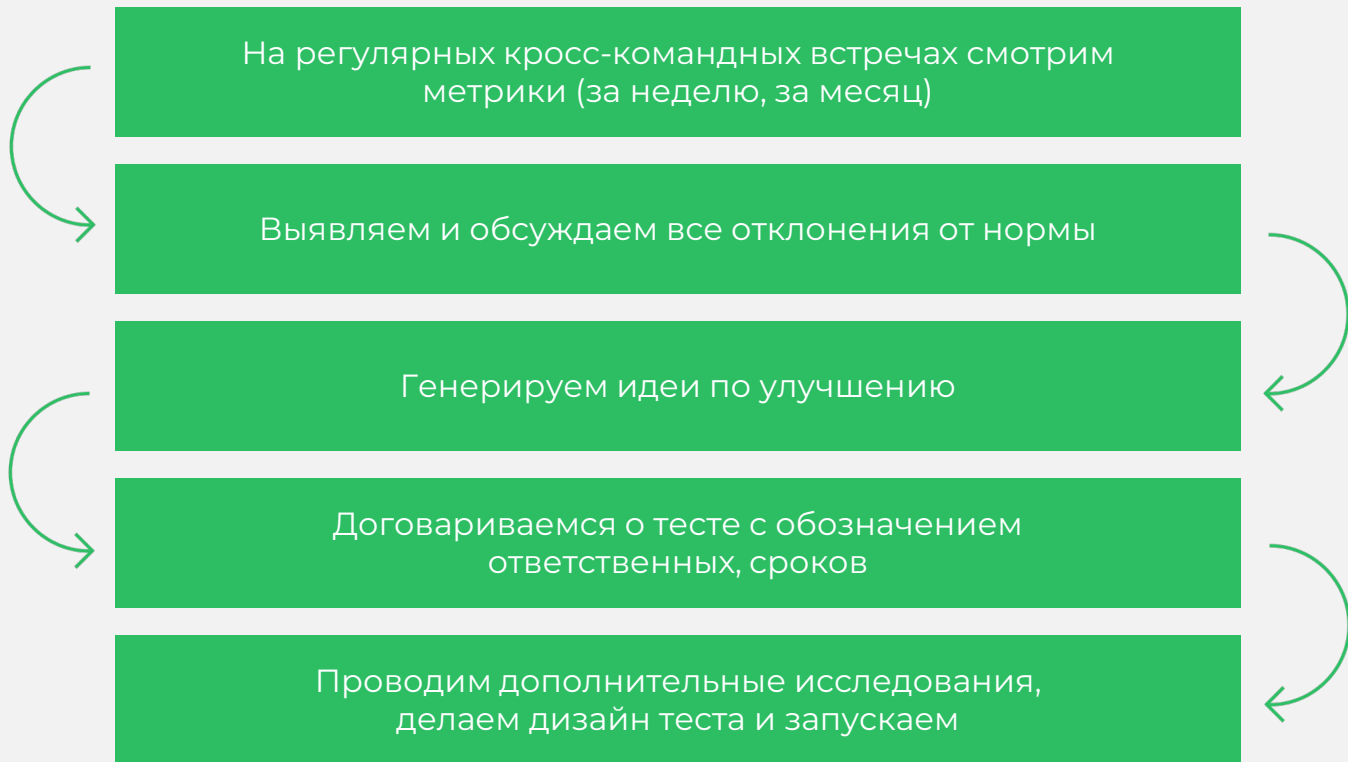 На регулярных кросс-командных встречах смотрим
метрики (за неделю, за месяц)
Выявляем и обсуждаем все отклонения от нормы
Генерируем идеи по улучшению
Договариваемся о тесте с обозначением
ответственных, сроков
Проводим дополнительные исследования,
делаем дизайн теста и запускаем